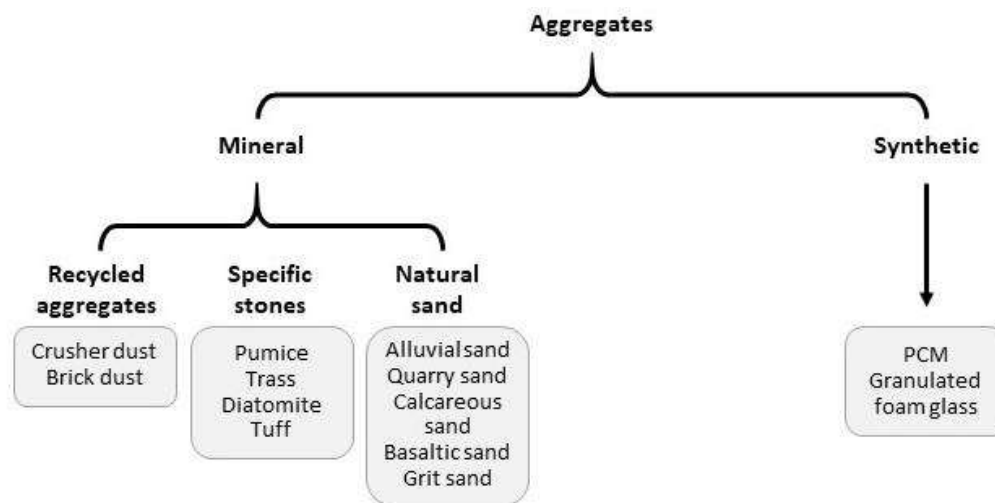 Aggregates
Mineral
Synthetic
Recycled
aggregates
Crusher dust
Brick dust
Specific
stones
Pumice
Trass
Diatomite
Tuff
Natural
sand
Alluvial sand
Quarry sand
Calcareous
sand
Basaltic sand
Grit sand
PCM
Granulated
foam glass